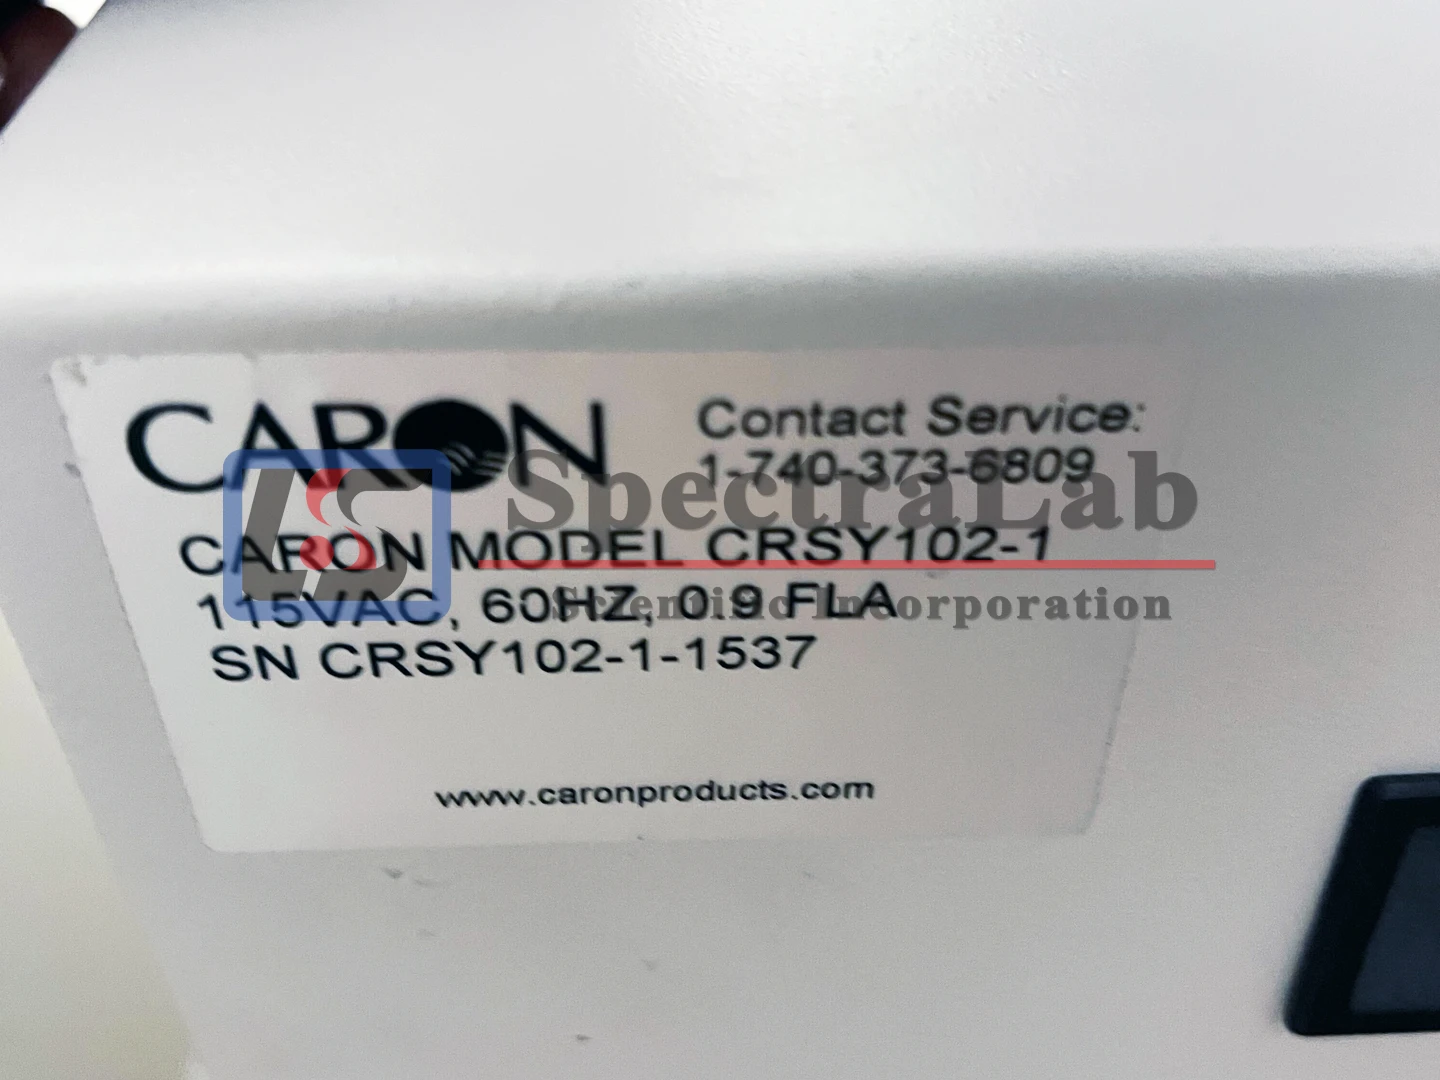 CARON
Contact Service:
1-740-373-6809
CARON MODEL CRSY102-1
115VAC, 60HZ, 0.9 FLA
SN CRSY102-1-1537
www.caronproducts.com
LS
SpectraLab
Scientific Incorporation